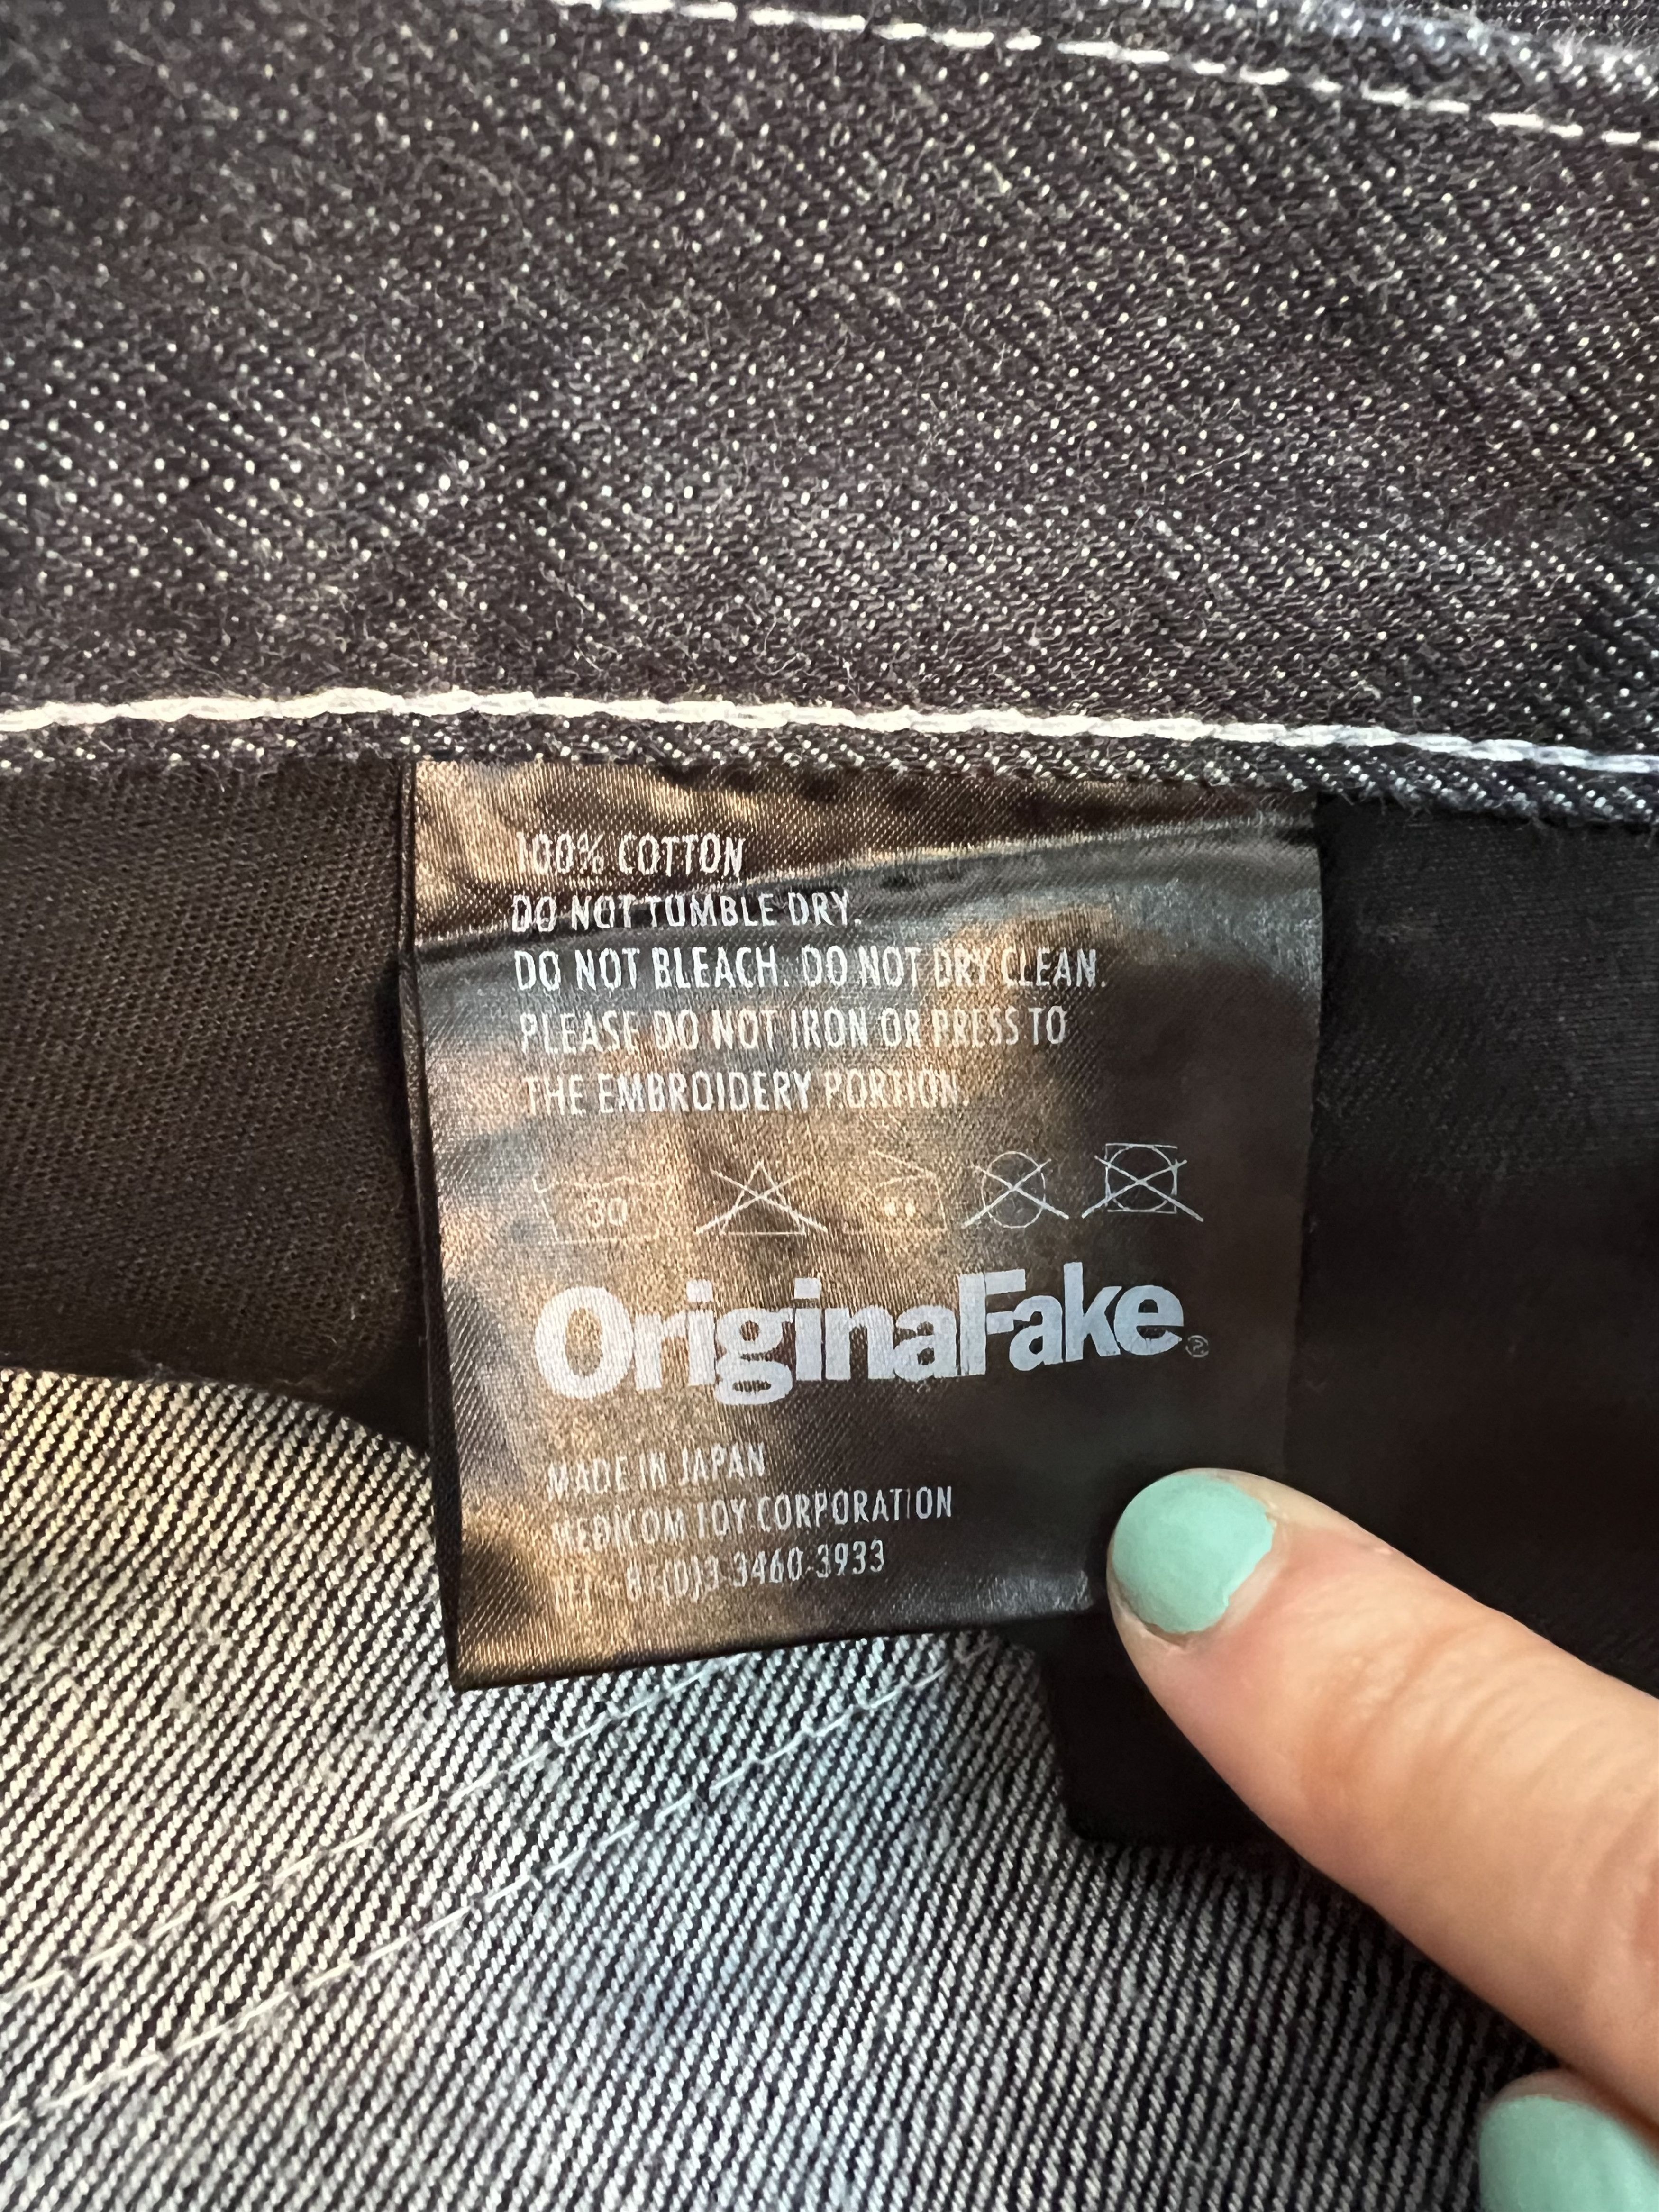 100% COTTON
DO NOT TUMBLE DRY.
DO NOT BLEACH. DO NOT DRY CLEAN.
PLEASE DO NOT IRON OR PRESS TO
THE EMBROIDERY PORTION.
30
OriginalFake®
MADE IN JAPAN
MEDICOM TOY CORPORATION
3-3460-3933